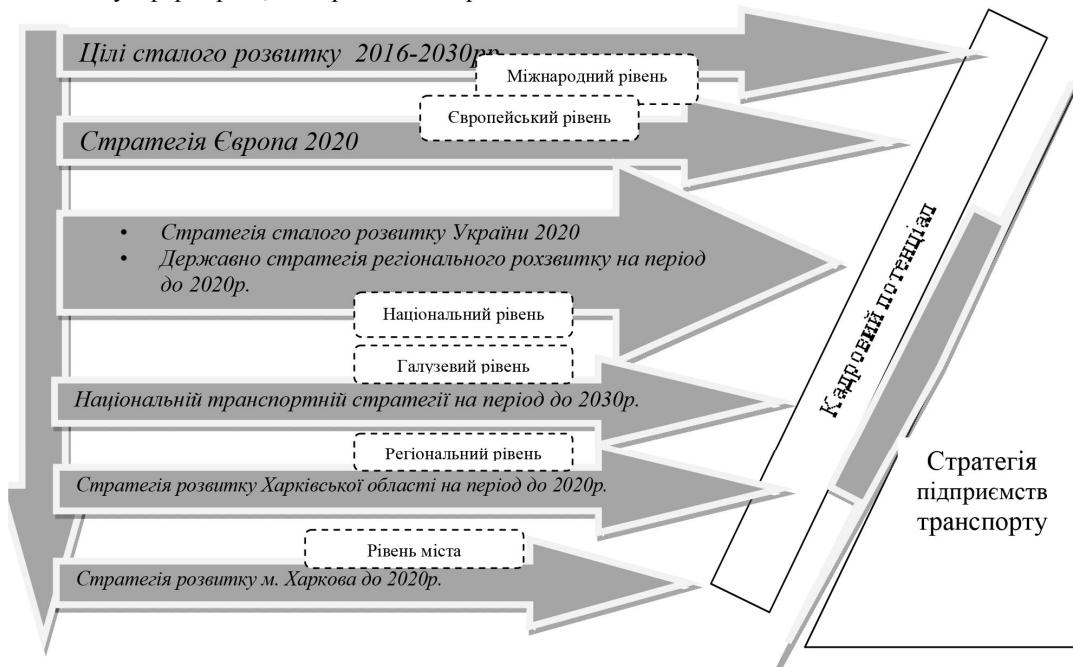 Цілі сталого розвитку 2016-2030рр
Міжнародний рівень
Європейський рівень
Стратегія Європа 2020
• Стратегія сталого розвитку України 2020
• Державно стратегія регіонального рохзвитку на період
до 2020р.
Національний рівень
Галузевий рівень
Національній транспортній стратегії на період до 2030р.
Регіональний рівень
Стратегія розвитку Харківської області на період до 2020р.
Рівень міста
Стратегія розвитку м. Харкова до 2020р.
Кадровий потенціал
Стратегія
підприємств
транспорту